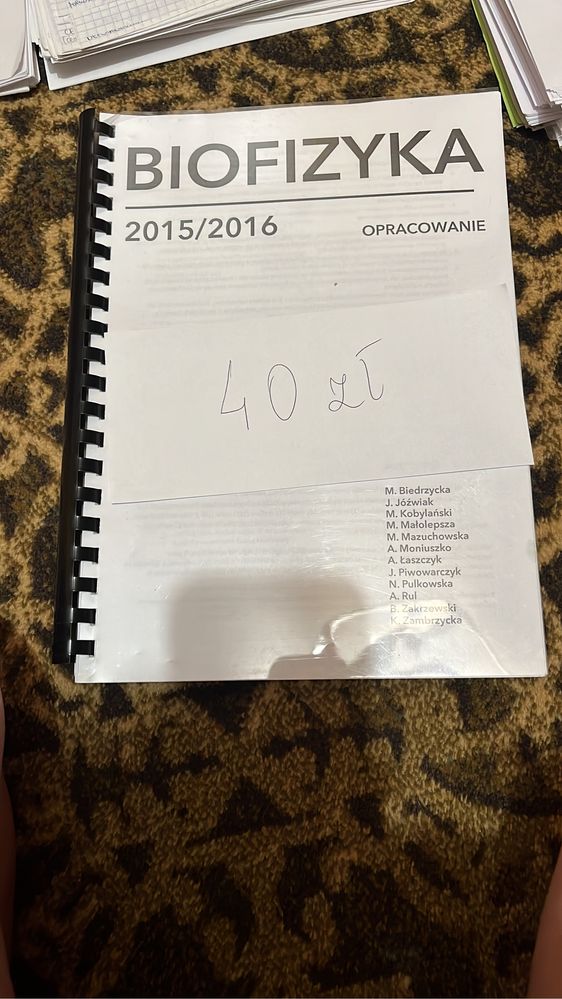 BIOFIZYKA
2015/2016 OPRACOWANIE
40 zł
M. Biedrzycka
J. Jóźwiak
M. Kobylański
M. Małolepsza
M. Mazuchowska
A. Moniuszko
A. Łaszczyk
J. Piwowarczyk
N. Pulkowska
A. Rul
B. Zakrzewski
K. Zambrzycka